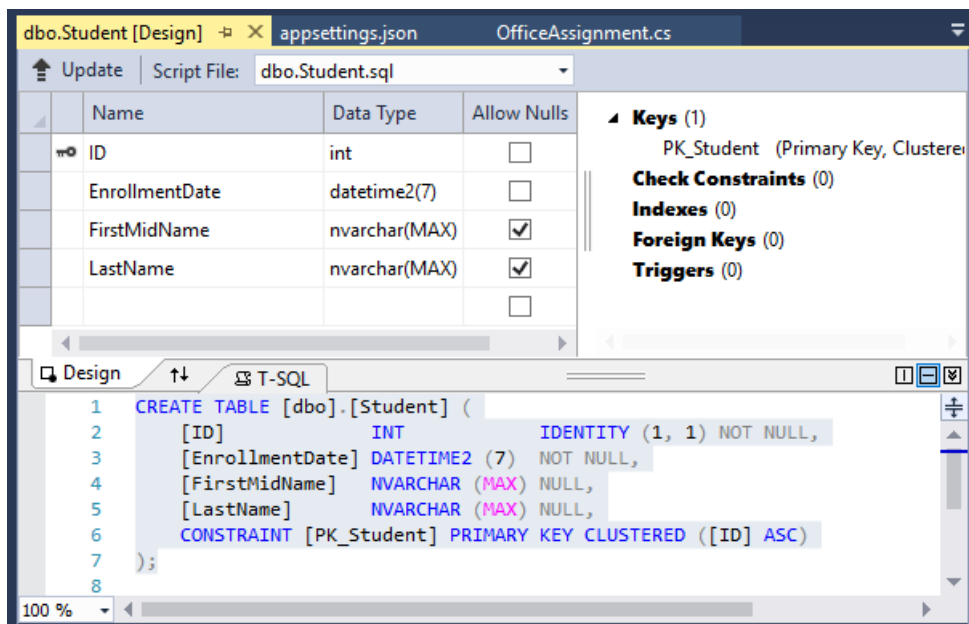 dbo.Student [Design] appsettings.json OfficeAssignment.cs
Update Script File: dbo.Student.sql
Name Data Type Allow Nulls
ID int
EnrollmentDate datetime2(7)
FirstMidName nvarchar(MAX)
LastName nvarchar(MAX)
Keys (1)
PK_Student (Primary Key, Clustere
Check Constraints (0)
Indexes (0)
Foreign Keys (0)
Triggers (0)
Design T-SQL
1 CREATE TABLE [dbo].[Student] (
2 [ID] INT IDENTITY (1, 1) NOT NULL,
3 [EnrollmentDate] DATETIME2 (7) NOT NULL,
4 [FirstMidName] NVARCHAR (MAX) NULL,
5 [LastName] NVARCHAR (MAX) NULL,
6 CONSTRAINT [PK_Student] PRIMARY KEY CLUSTERED ([ID] ASC)
7 );
8
100 %